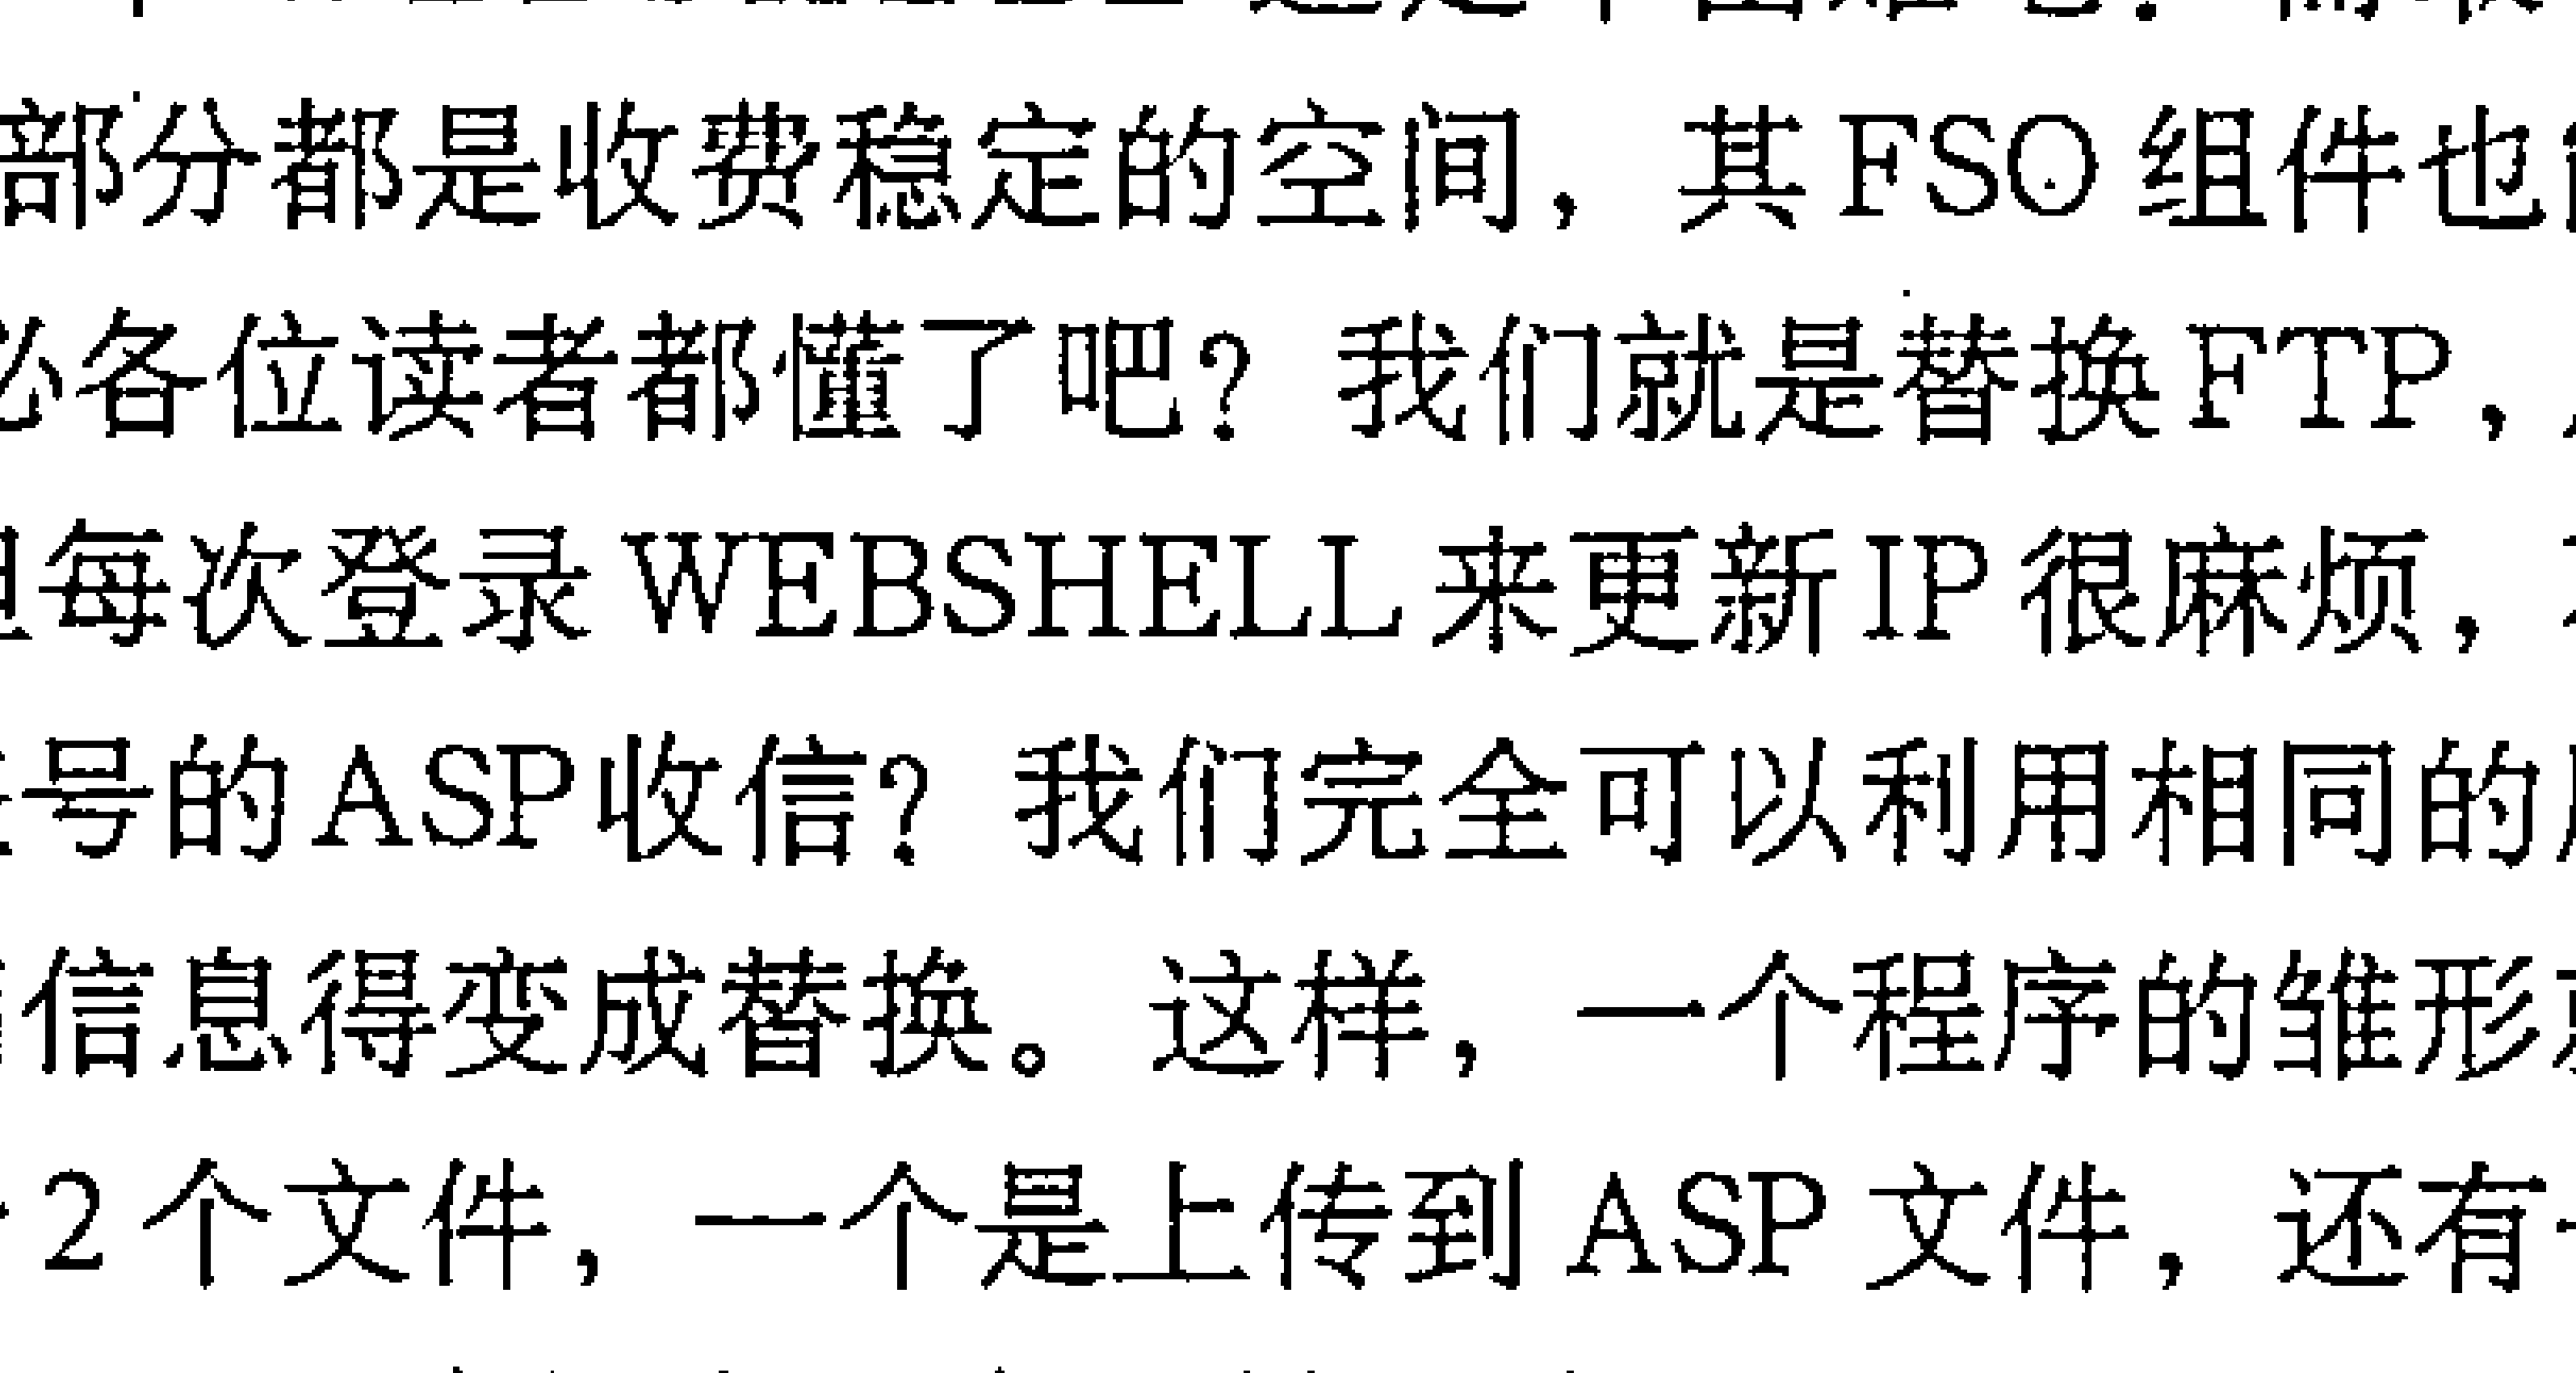 部分都是收费稳定的空间，其FSO组件也
必各位读者都懂了吧？我们就是替换FTP，
但每次登录WEBSHELL来更新IP很麻烦，
号的ASP收信？我们完全可以利用相同的
信息得变成替换。这样，一个程序的雏形
2个文件，一个是上传到ASP文件，还有